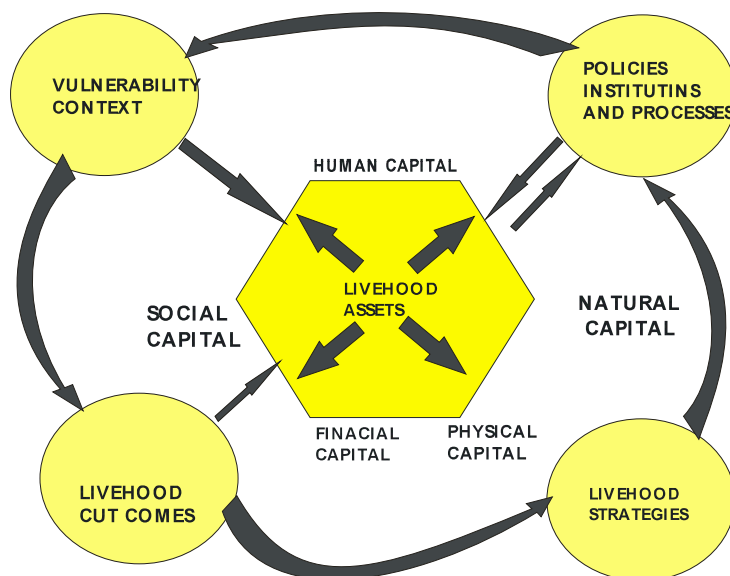 VULNERABILITY
CONTEXT
POLICIES
INSTITUTINS
AND PROCESSES
HUMAN CAPITAL
LIVEHOOD
ASSETS
SOCIAL
CAPITAL
NATURAL
CAPITAL
FINACIAL
CAPITAL
PHYSICAL
CAPITAL
LIVEHOOD
CUT COMES
LIVEHOOD
STRATEGIES